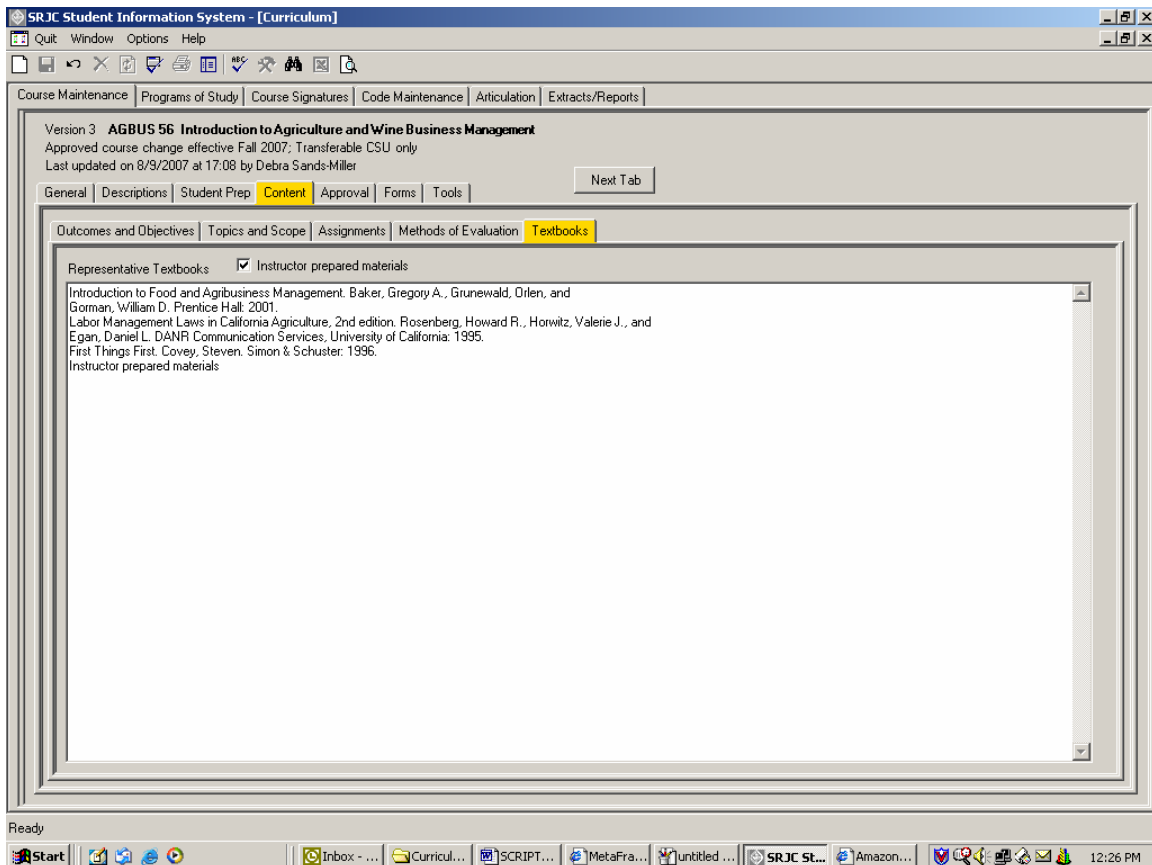 SRJC Student Information System - [Curriculum]
Quit Window Options Help
ABC
Course Maintenance Programs of Study Course Signatures Code Maintenance Articulation Extracts/Reports
Version 3 AGBUS 56 Introduction to Agriculture and Wine Business Management
Approved course change effective Fall 2007; Transferable CSU only
Last updated on 8/9/2007 at 17:08 by Debra Sands-Miller
Next Tab
General Descriptions Student Prep Content Approval Forms Tools
Outcomes and Objectives Topics and Scope Assignments Methods of Evaluation Textbooks
Representative Textbooks Instructor prepared materials
Introduction to Food and Agribusiness Management. Baker, Gregory A., Grunewald, Orlen, and
Gorman, William D. Prentice Hall: 2001.
Labor Management Laws in California Agriculture, 2nd edition. Rosenberg, Howard R., Horwitz, Valerie J., and
Egan, Daniel L. DANR Communication Services, University of California: 1995.
First Things First. Covey, Steven. Simon & Schuster: 1996.
Instructor prepared materials
Ready
Start Inbox - ... Curricul... SCRIPT... MetaFra... untitled ... SRJC St... Amazon... 12:26 PM